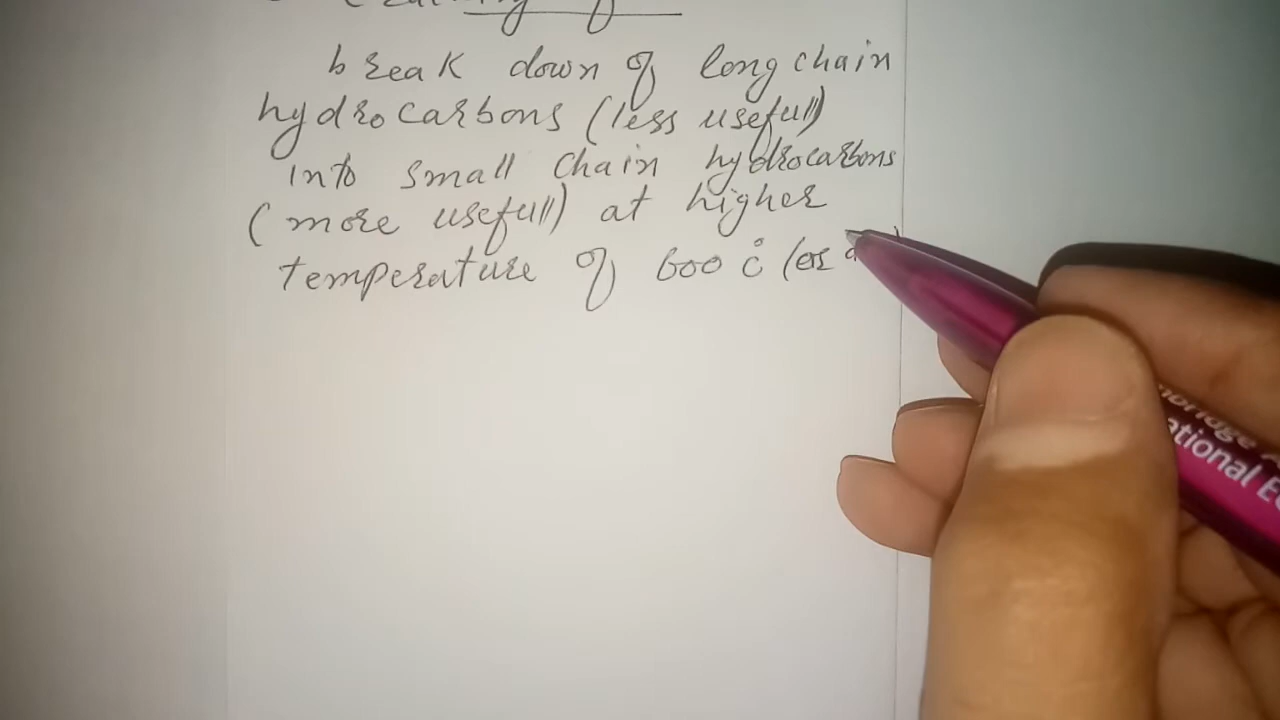 break down of long chain
hydrocarbons (less usefull)
into small chain hydrocarbons
(more usefull) at higher
temperature of 600°C (or